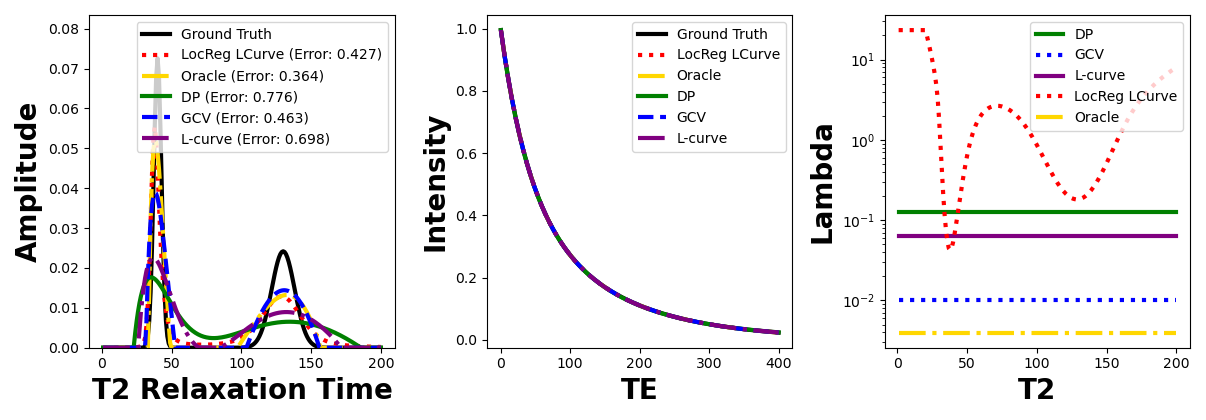 0.08
0.07
0.06
0.05
0.04
0.03
0.02
0.01
0.00
Amplitude
Ground Truth
LocReg LCurve (Error: 0.427)
Oracle (Error: 0.364)
DP (Error: 0.776)
GCV (Error: 0.463)
L-curve (Error: 0.698)
0 50 100 150 200
T2 Relaxation Time
1.0
0.8
0.6
0.4
0.2
0.0
Intensity
Ground Truth
LocReg LCurve
Oracle
DP
GCV
L-curve
0 100 200 300 400
TE
10¹
10⁰
10⁻¹
10⁻²
Lambda
DP
GCV
L-curve
LocReg LCurve
Oracle
0 50 100 150 200
T2